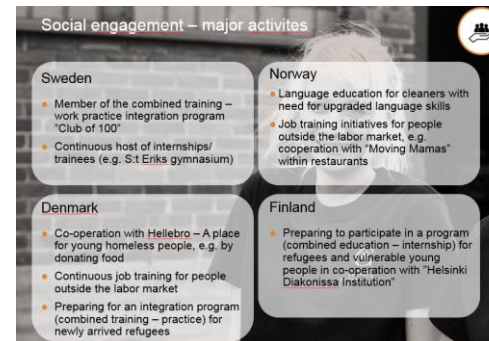 Social engagement – major activites
Sweden
Member of the combined training –
work practice integration program
"Club of 100"
Continuous host of internships/
trainees (e.g. S:t Eriks gymnasium)
Norway
Language education for cleaners with
need for upgraded language skills
Job training initiatives for people
outside the labor market, e.g.
cooperation with "Moving Mamas"
within restaurants
Denmark
Co-operation with Hellebro – A place
for young homeless people, e.g. by
donating food
Continuous job training for people
outside the labor market
Preparing for an integration program
(combined training – practice) for
newly arrived refugees
Finland
Preparing to participate in a program
(combined education – internship) for
refugees and vulnerable young
people in co-operation with "Helsinki
Diakonissa Institution"